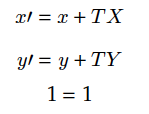 x′ = x + TX
y′ = y + TY
1 = 1